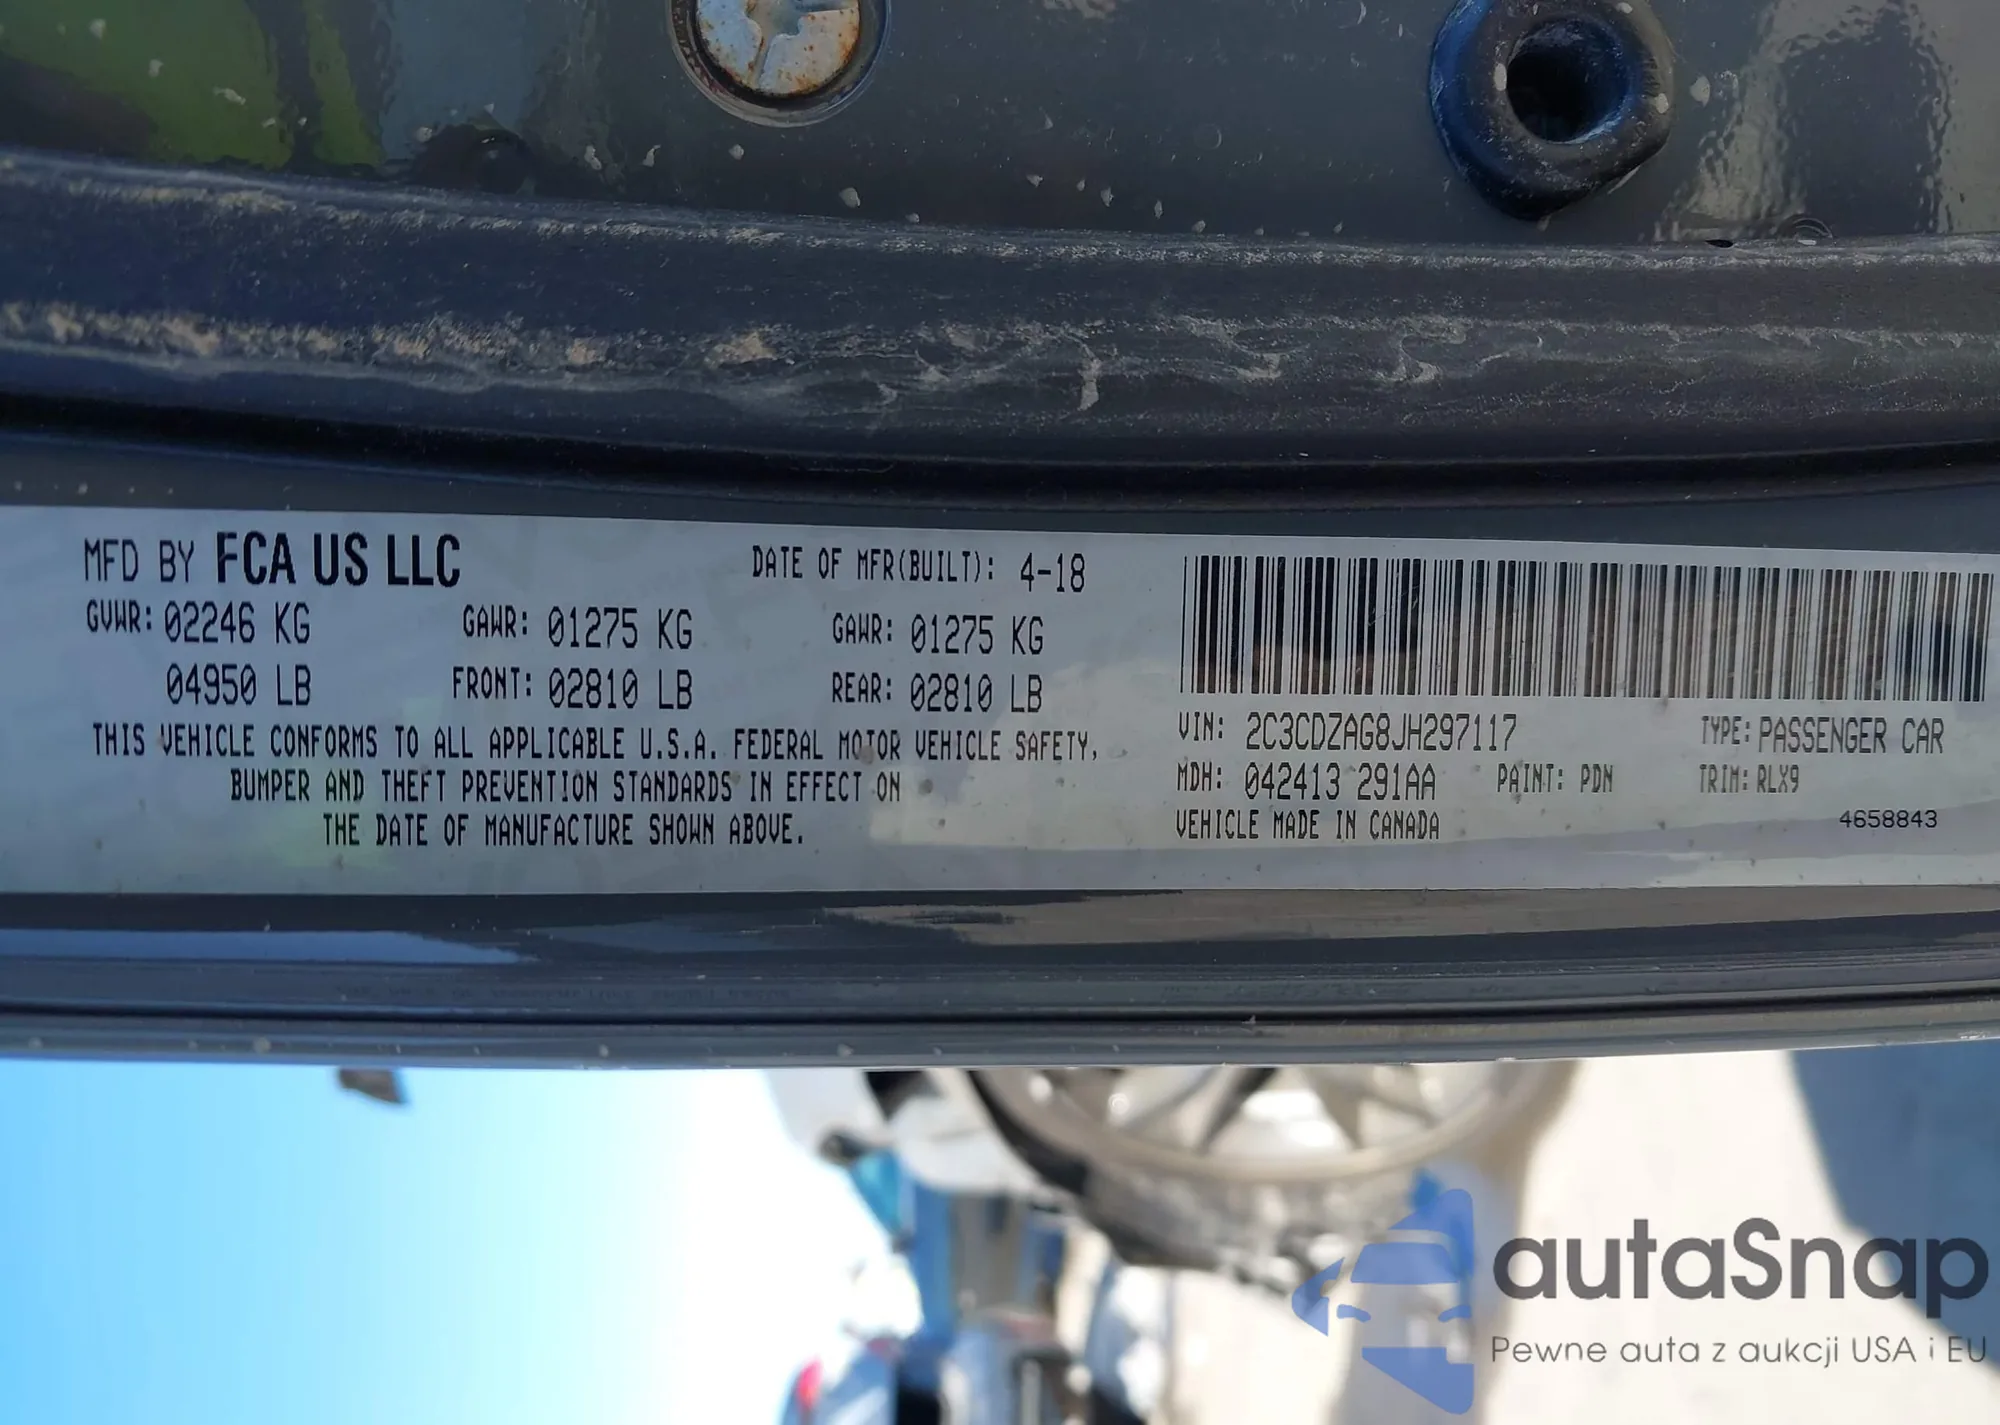 MFD BY FCA US LLC DATE OF MFR(BUILT): 4-18
GVWR: 02246 KG GAWR: 01275 KG GAWR: 01275 KG
04950 LB FRONT: 02810 LB REAR: 02810 LB
THIS VEHICLE CONFORMS TO ALL APPLICABLE U.S.A. FEDERAL MOTOR VEHICLE SAFETY,
BUMPER AND THEFT PREVENTION STANDARDS IN EFFECT ON
THE DATE OF MANUFACTURE SHOWN ABOVE.
VIN: 2C3CDZAG8JH297117 TYPE: PASSENGER CAR
MDH: 042413 291AA PAINT: PDN TRIM: RLX9
VEHICLE MADE IN CANADA 4658843
autaSnap
Pewne auta z aukcji USA i EU